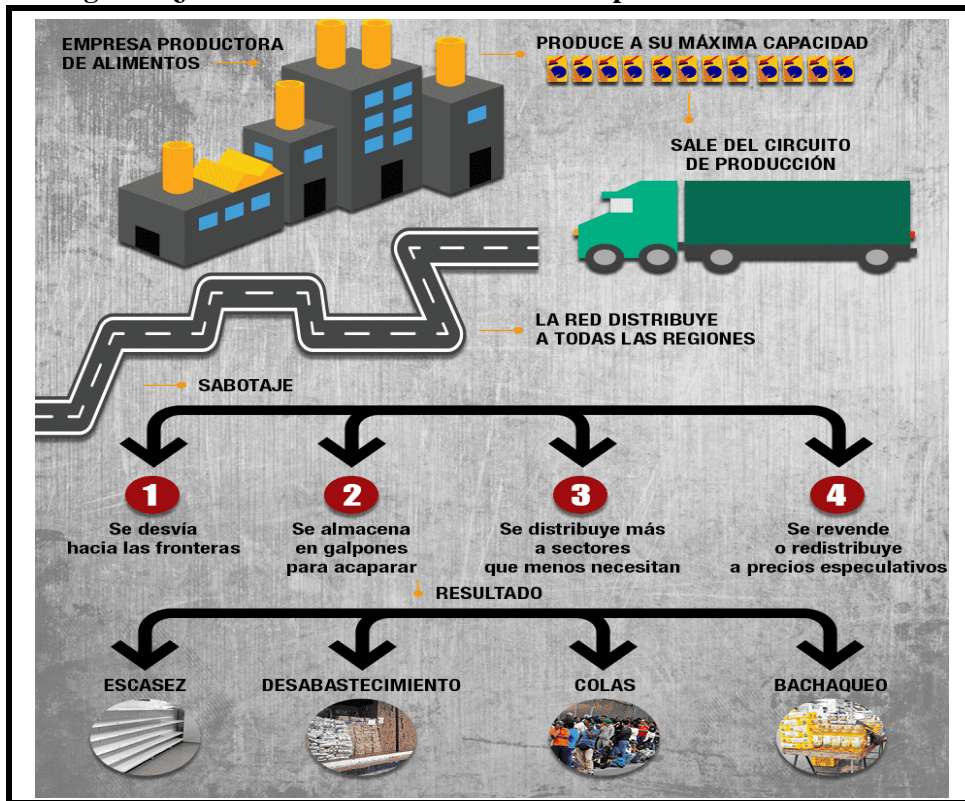 EMPRESA PRODUCTORA
DE ALIMENTOS
PRODUCE A SU MÁXIMA CAPACIDAD
SALE DEL CIRCUITO
DE PRODUCCIÓN
LA RED DISTRIBUYE
A TODAS LAS REGIONES
SABOTAJE
1
Se desvía
hacia las fronteras
2
Se almacena
en galpones
para acaparar
3
Se distribuye más
a sectores
que menos necesitan
4
Se revende
o redistribuye
a precios especulativos
RESULTADO
ESCASEZ
DESABASTECIMIENTO
COLAS
BACHAQUEO